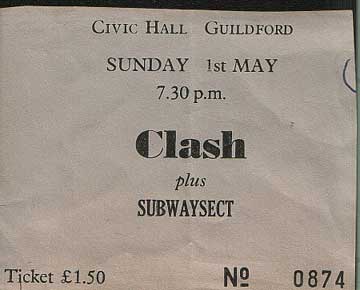 CIVIC HALL GUILDFORD
SUNDAY 1ST MAY
7.30 p.m.
Clash
plus
SUBWAYSECT
Ticket £1.50 Nº 0874